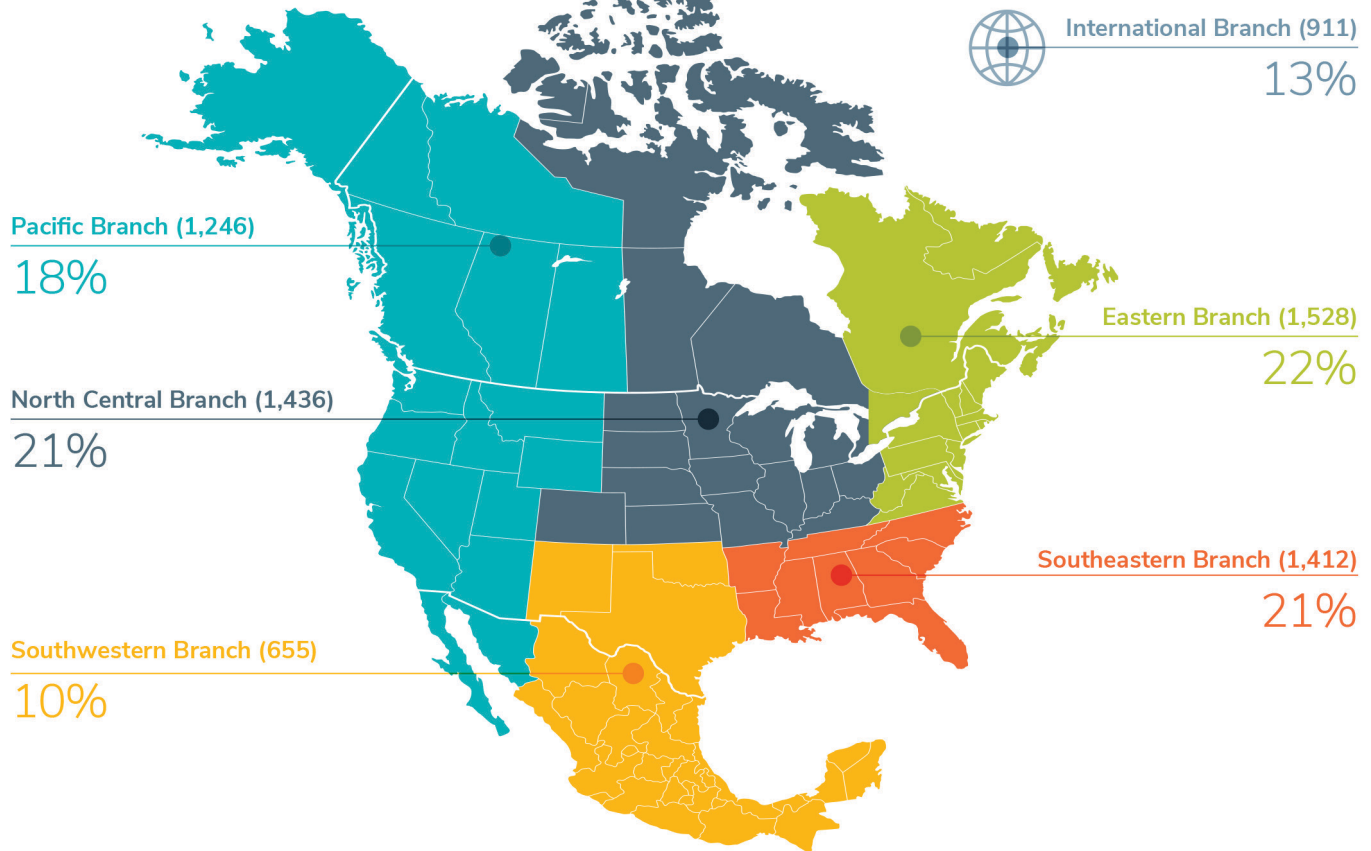 International Branch (911)
13%
Pacific Branch (1,246)
18%
Eastern Branch (1,528)
22%
North Central Branch (1,436)
21%
Southeastern Branch (1,412)
21%
Southwestern Branch (655)
10%